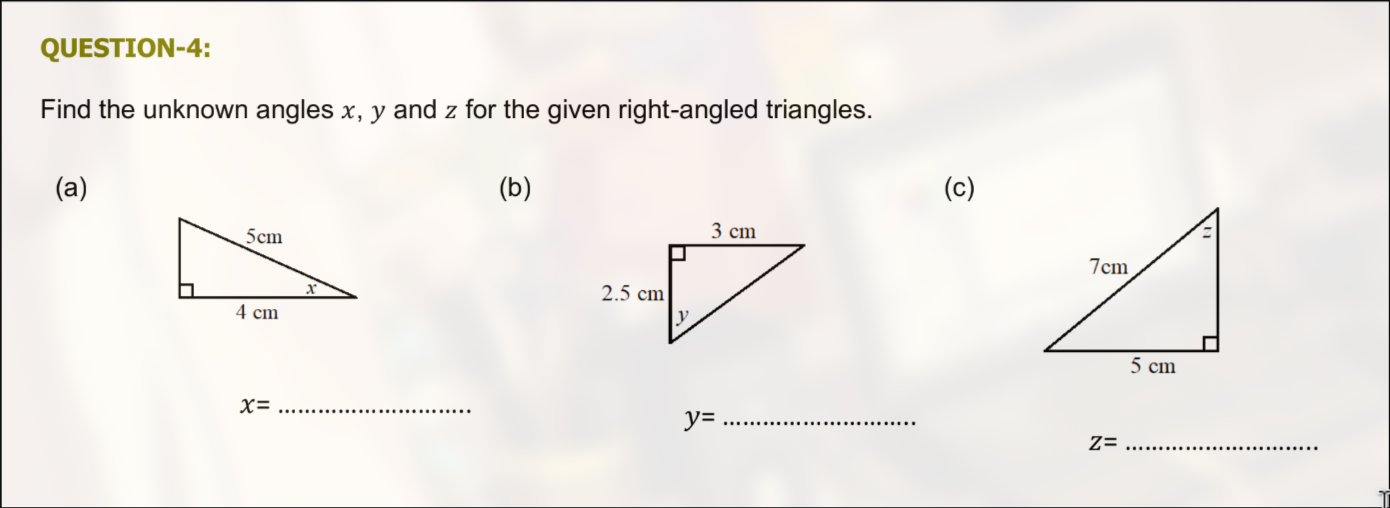 QUESTION-4:
Find the unknown angles x, y and z for the given right-angled triangles.
(a)
(b)
(c)
5cm
x
4 cm
3 cm
2.5 cm
y
z
7cm
5 cm
x= .............................
y= .............................
z= .............................